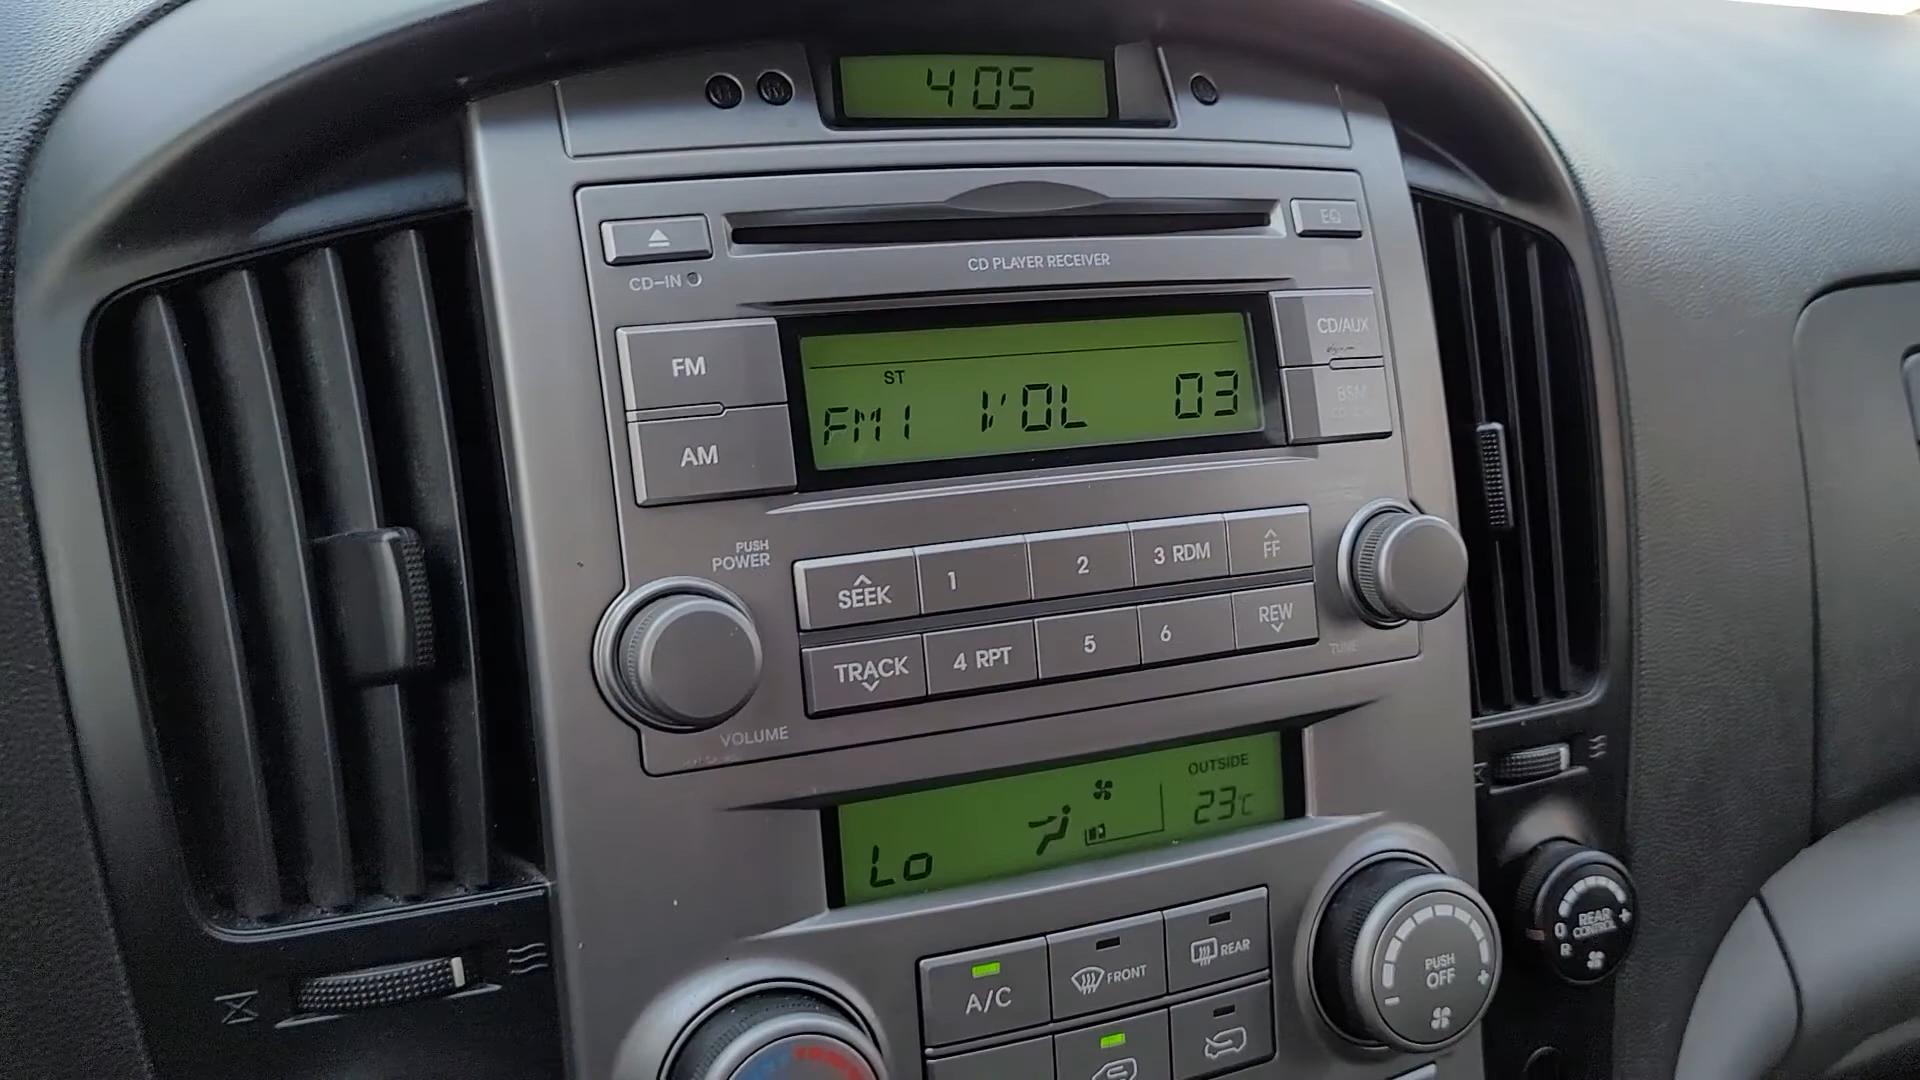 405
EQ
CD-IN
CD PLAYER RECEIVER
FM
AM
ST
FM1 VOL 03
CD/AUX
PUSH
POWER
SEEK
1
2
3 RDM
FF
TRACK
4 RPT
5
6
REW
VOLUME
TUNE
OUTSIDE
23°C
Lo
A/C
FRONT
REAR
PUSH
OFF
- +
REAR
CONTROL
0
R
+